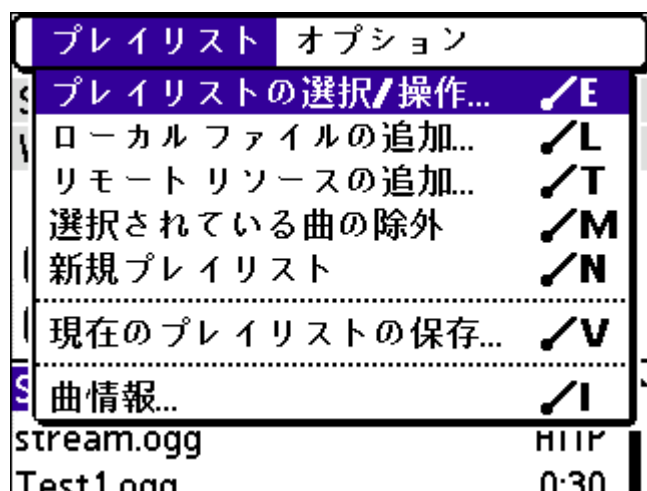 プレイリスト オプション
プレイリストの選択/操作... /E
ローカル ファイルの追加... /L
リモート リソースの追加... /T
選択されている曲の除外 /M
新規プレイリスト /N
現在のプレイリストの保存... /V
曲情報... /I
stream.ogg HTTP
Test1.ogg 0:30